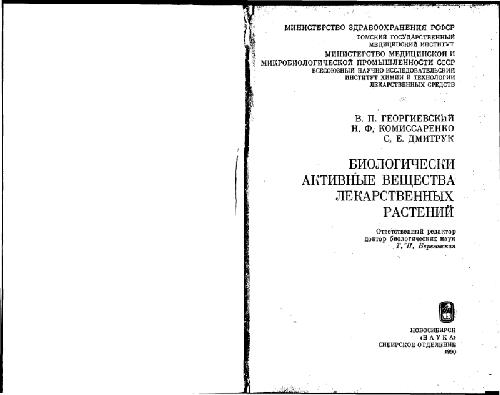 МИНИСТЕРСТВО ЗДРАВООХРАНЕНИЯ РСФСР
ТОМСКИЙ ГОСУДАРСТВЕННЫЙ
МЕДИЦИНСКИЙ ИНСТИТУТ
МИНИСТЕРСТВО МЕДИЦИНСКОЙ И
МИКРОБИОЛОГИЧЕСКОЙ ПРОМЫШЛЕННОСТИ СССР
ВСЕСОЮЗНЫЙ НАУЧНО-ИССЛЕДОВАТЕЛЬСКИЙ
ИНСТИТУТ ХИМИИ И ТЕХНОЛОГИИ
ЛЕКАРСТВЕННЫХ СРЕДСТВ
В. П. ГЕОРГИЕВСКИЙ
Н. Ф. КОМИССАРЕНКО
С. Е. ДМИТРУК
БИОЛОГИЧЕСКИ
АКТИВНЫЕ ВЕЩЕСТВА
ЛЕКАРСТВЕННЫХ
РАСТЕНИЙ
Ответственный редактор
доктор биологических наук
НОВОСИБИРСК
«НАУКА»
СИБИРСКОЕ ОТДЕЛЕНИЕ
1990